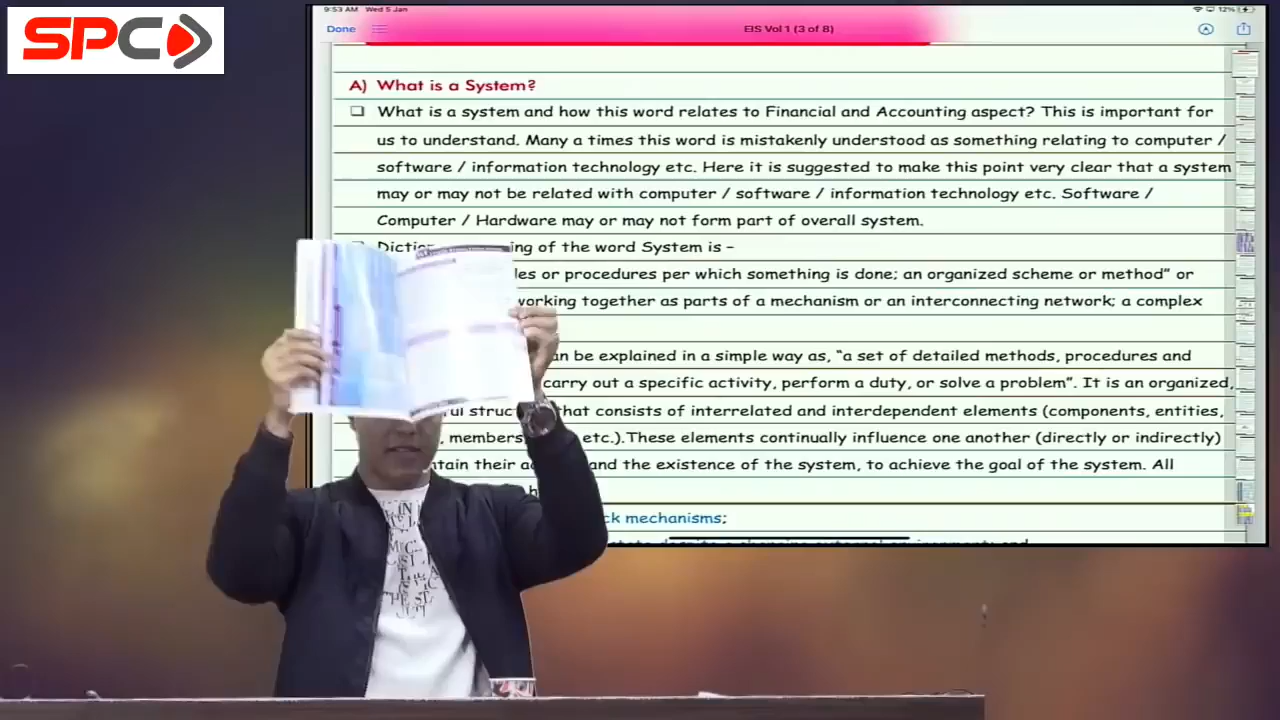 SPC
9:53 AM Wed 5 Jan
12%
Done
EIS Vol 1 (3 of 8)
A) What is a System?
What is a system and how this word relates to Financial and Accounting aspect? This is important for
us to understand. Many a times this word is mistakenly understood as something relating to computer /
software / information technology etc. Here it is suggested to make this point very clear that a system
may or may not be related with computer / software / information technology etc. Software /
Computer / Hardware may or may not form part of overall system.
of the word System is –
or procedures per which something is done; an organized scheme or method” or
working together as parts of a mechanism or an interconnecting network; a complex
can be explained in a simple way as, “a set of detailed methods, procedures and
carry out a specific activity, perform a duty, or solve a problem”. It is an organized,
that consists of interrelated and interdependent elements (components, entities,
etc.).These elements continually influence one another (directly or indirectly)
and the existence of the system, to achieve the goal of the system. All
mechanisms;